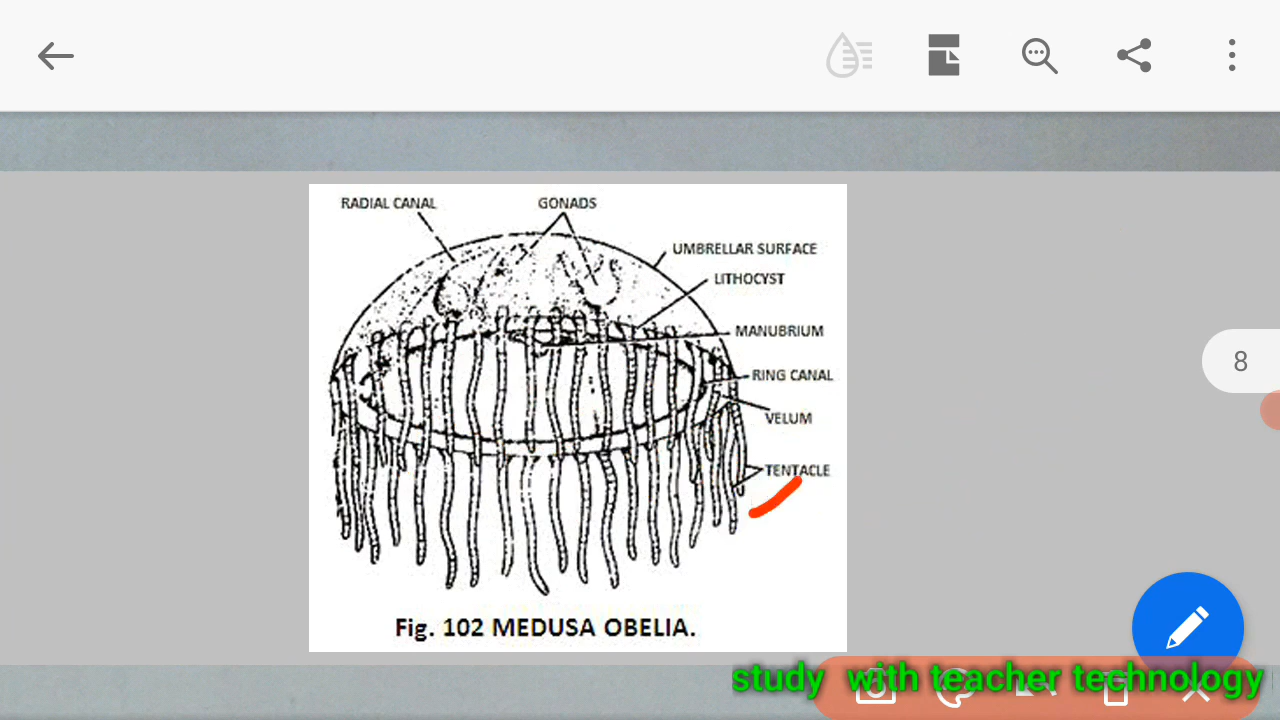 RADIAL CANAL
GONADS
UMBRELLAR SURFACE
LITHOCYST
MANUBRIUM
RING CANAL
8
VELUM
TENTACLE
Fig. 102 MEDUSA OBELIA.
study with teacher technology